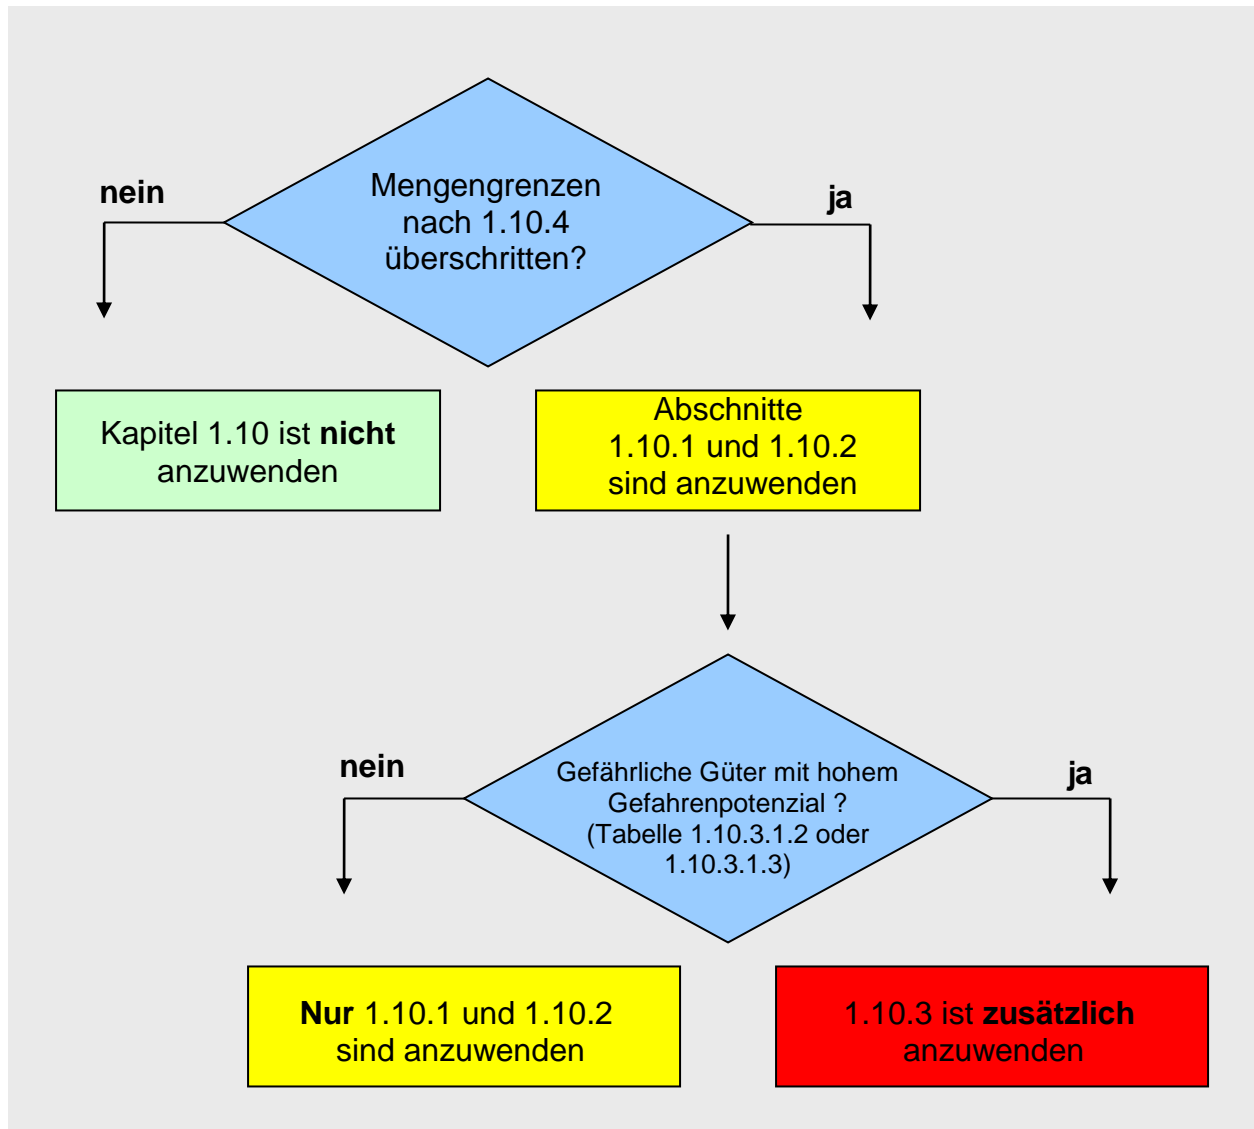 Mengengrenzen
nach 1.10.4
überschritten?
nein
ja
Kapitel 1.10 ist nicht
anzuwenden
Abschnitte
1.10.1 und 1.10.2
sind anzuwenden
Gefährliche Güter mit hohem
Gefahrenpotenzial ?
(Tabelle 1.10.3.1.2 oder
1.10.3.1.3)
nein
ja
Nur 1.10.1 und 1.10.2
sind anzuwenden
1.10.3 ist zusätzlich
anzuwenden